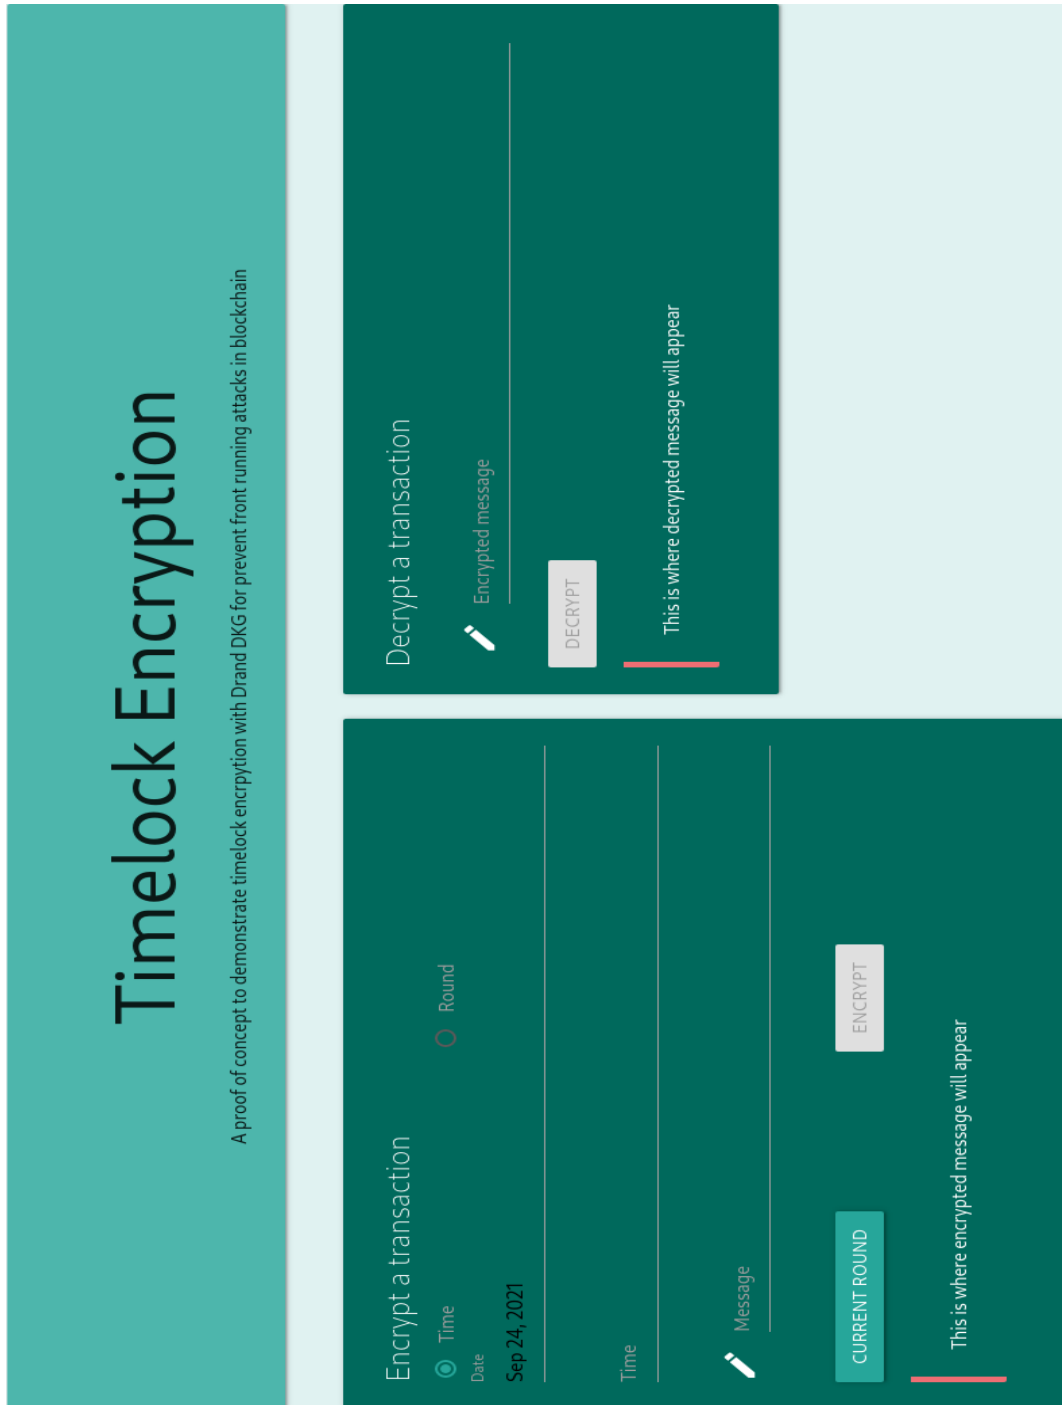 Timelock Encryption
A proof of concept to demonstrate timelock encrpytion with Drand DKG for prevent front running attacks in blockchain
Encrypt a transaction
Time
Round
Date
Sep 24, 2021
Time
Message
CURRENT ROUND
ENCRYPT
This is where encrypted message will appear
Decrypt a transaction
Encrypted message
DECRYPT
This is where decrypted message will appear